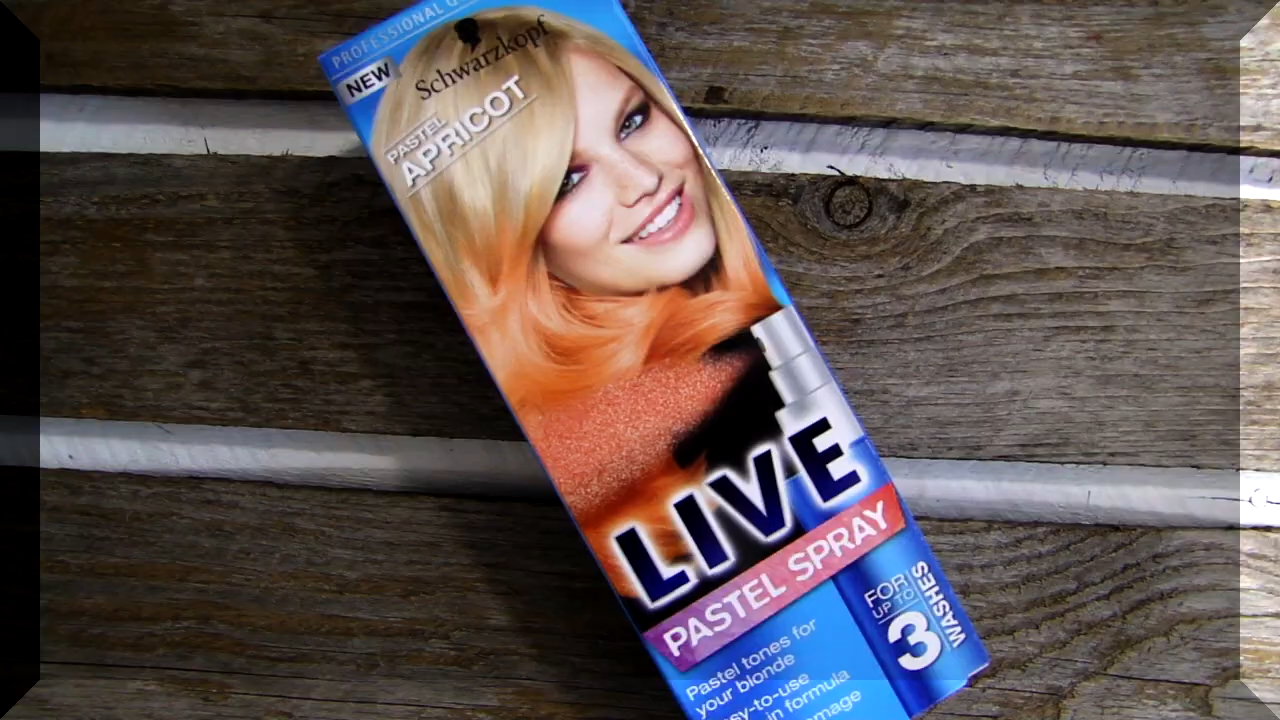 PROFESSIONAL
NEW
Schwarzkopf
PASTEL
APRICOT
LIVE
PASTEL SPRAY
FOR
UP TO
3
WASHES
Pastel tones for
your blonde
in formula